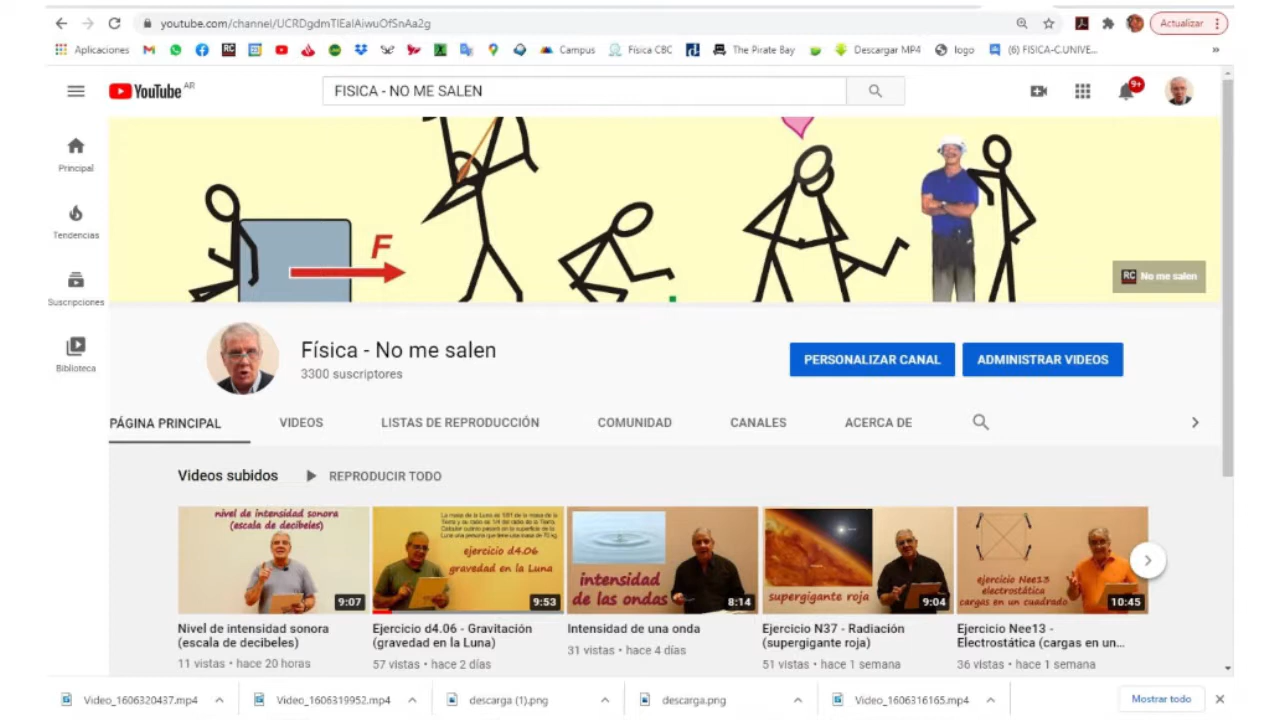 youtube.com/channel/UCRDgdmTlEaIAiwuOfSnAa2g
Actualizar
Aplicaciones
Campus
Física CBC
The Pirate Bay
Descargar MP4
logo
(6) FISICA-C.UNIVE...
YouTube AR
FISICA - NO ME SALEN
9+
Principal
Tendencias
Suscripciones
Biblioteca
F
RC No me salen
Física - No me salen
3300 suscriptores
PERSONALIZAR CANAL
ADMINISTRAR VIDEOS
PÁGINA PRINCIPAL
VIDEOS
LISTAS DE REPRODUCCIÓN
COMUNIDAD
CANALES
ACERCA DE
Videos subidos
REPRODUCIR TODO
nivel de intensidad sonora
(escala de decibeles)
9:07
Nivel de intensidad sonora
(escala de decibeles)
11 vistas • hace 20 horas
ejercicio d4.06
gravedad en la Luna
9:53
Ejercicio d4.06 - Gravitación
(gravedad en la Luna)
57 vistas • hace 2 días
intensidad
de las ondas
8:14
Intensidad de una onda
31 vistas • hace 4 días
supergigante roja
9:04
Ejercicio N37 - Radiación
(supergigante roja)
51 vistas • hace 1 semana
ejercicio Nee13
electrostática
cargas en un cuadrado
10:45
Ejercicio Nee13 -
Electrostática (cargas en un...
36 vistas • hace 1 semana
Video_1606320437.mp4
Video_1606319952.mp4
descarga (1).png
descarga.png
Video_1606316165.mp4
Mostrar todo